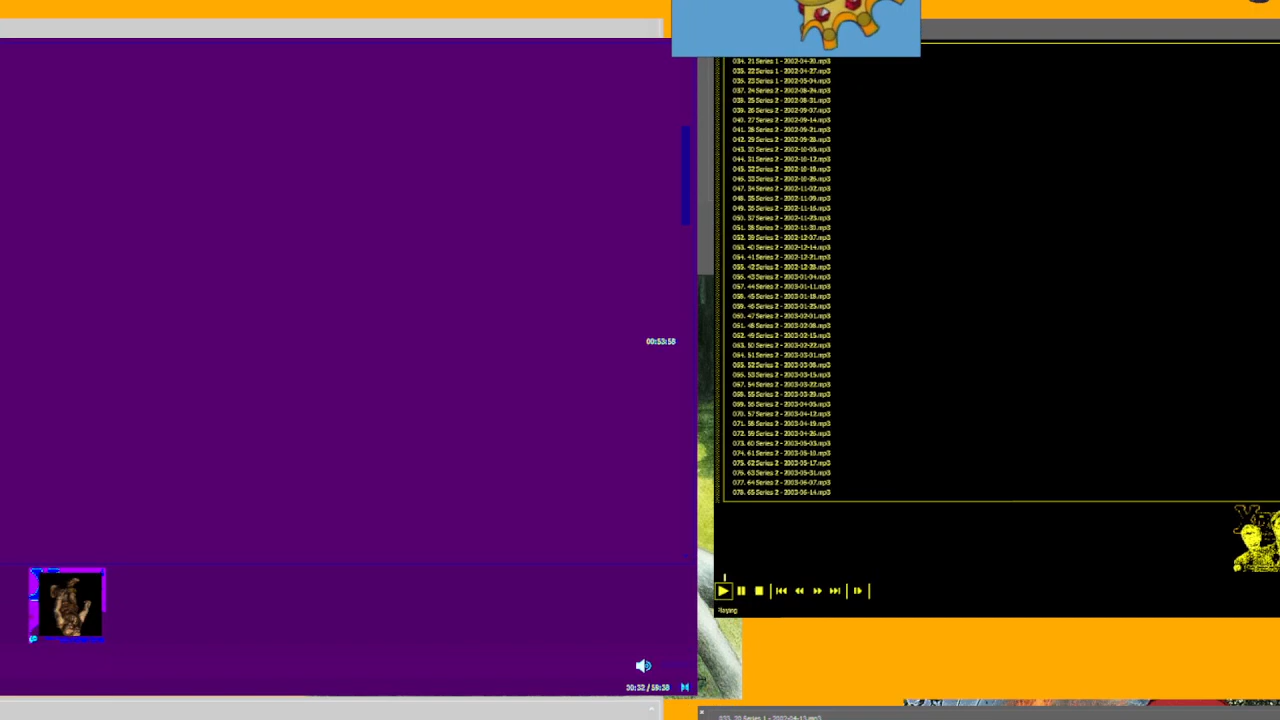 034. 21 Series 1 - 2002-04-20.mp3
035. 22 Series 1 - 2002-04-27.mp3
036. 23 Series 1 - 2002-05-04.mp3
037. 24 Series 2 - 2002-08-24.mp3
038. 25 Series 2 - 2002-08-31.mp3
039. 26 Series 2 - 2002-09-07.mp3
040. 27 Series 2 - 2002-09-14.mp3
041. 28 Series 2 - 2002-09-21.mp3
042. 29 Series 2 - 2002-09-28.mp3
043. 30 Series 2 - 2002-10-05.mp3
044. 31 Series 2 - 2002-10-12.mp3
045. 32 Series 2 - 2002-10-19.mp3
046. 33 Series 2 - 2002-10-26.mp3
047. 34 Series 2 - 2002-11-02.mp3
048. 35 Series 2 - 2002-11-09.mp3
049. 36 Series 2 - 2002-11-16.mp3
050. 37 Series 2 - 2002-11-23.mp3
051. 38 Series 2 - 2002-11-30.mp3
052. 39 Series 2 - 2002-12-07.mp3
053. 40 Series 2 - 2002-12-14.mp3
054. 41 Series 2 - 2002-12-21.mp3
055. 42 Series 2 - 2002-12-28.mp3
056. 43 Series 2 - 2003-01-04.mp3
057. 44 Series 2 - 2003-01-11.mp3
058. 45 Series 2 - 2003-01-18.mp3
059. 46 Series 2 - 2003-01-25.mp3
060. 47 Series 2 - 2003-02-01.mp3
061. 48 Series 2 - 2003-02-08.mp3
062. 49 Series 2 - 2003-02-15.mp3
063. 50 Series 2 - 2003-02-22.mp3
00:53:58
064. 51 Series 2 - 2003-03-01.mp3
065. 52 Series 2 - 2003-03-08.mp3
066. 53 Series 2 - 2003-03-15.mp3
067. 54 Series 2 - 2003-03-22.mp3
068. 55 Series 2 - 2003-03-29.mp3
069. 56 Series 2 - 2003-04-05.mp3
070. 57 Series 2 - 2003-04-12.mp3
071. 58 Series 2 - 2003-04-19.mp3
072. 59 Series 2 - 2003-04-26.mp3
073. 60 Series 2 - 2003-05-03.mp3
074. 61 Series 2 - 2003-05-10.mp3
075. 62 Series 2 - 2003-05-17.mp3
076. 63 Series 2 - 2003-05-31.mp3
077. 64 Series 2 - 2003-06-07.mp3
078. 65 Series 2 - 2003-06-14.mp3
Playing
30:32 / 59:38
033. 20 Series 1 - 2002-04-13.mp3